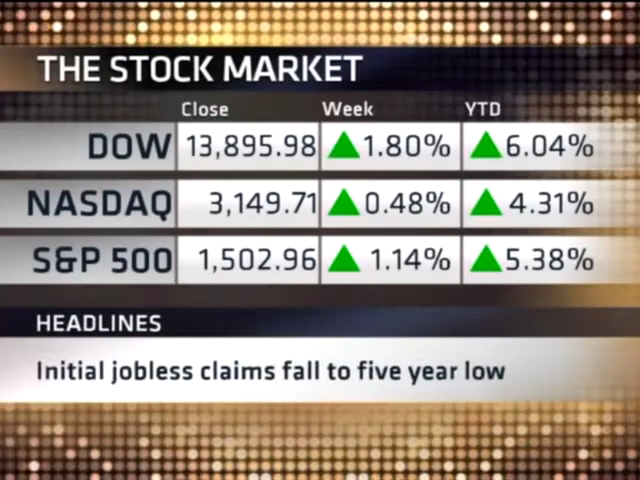 THE STOCK MARKET
Close Week YTD
DOW 13,895.98 ▲1.80% ▲6.04%
NASDAQ 3,149.71 ▲0.48% ▲4.31%
S&P 500 1,502.96 ▲1.14% ▲5.38%
HEADLINES
Initial jobless claims fall to five year low